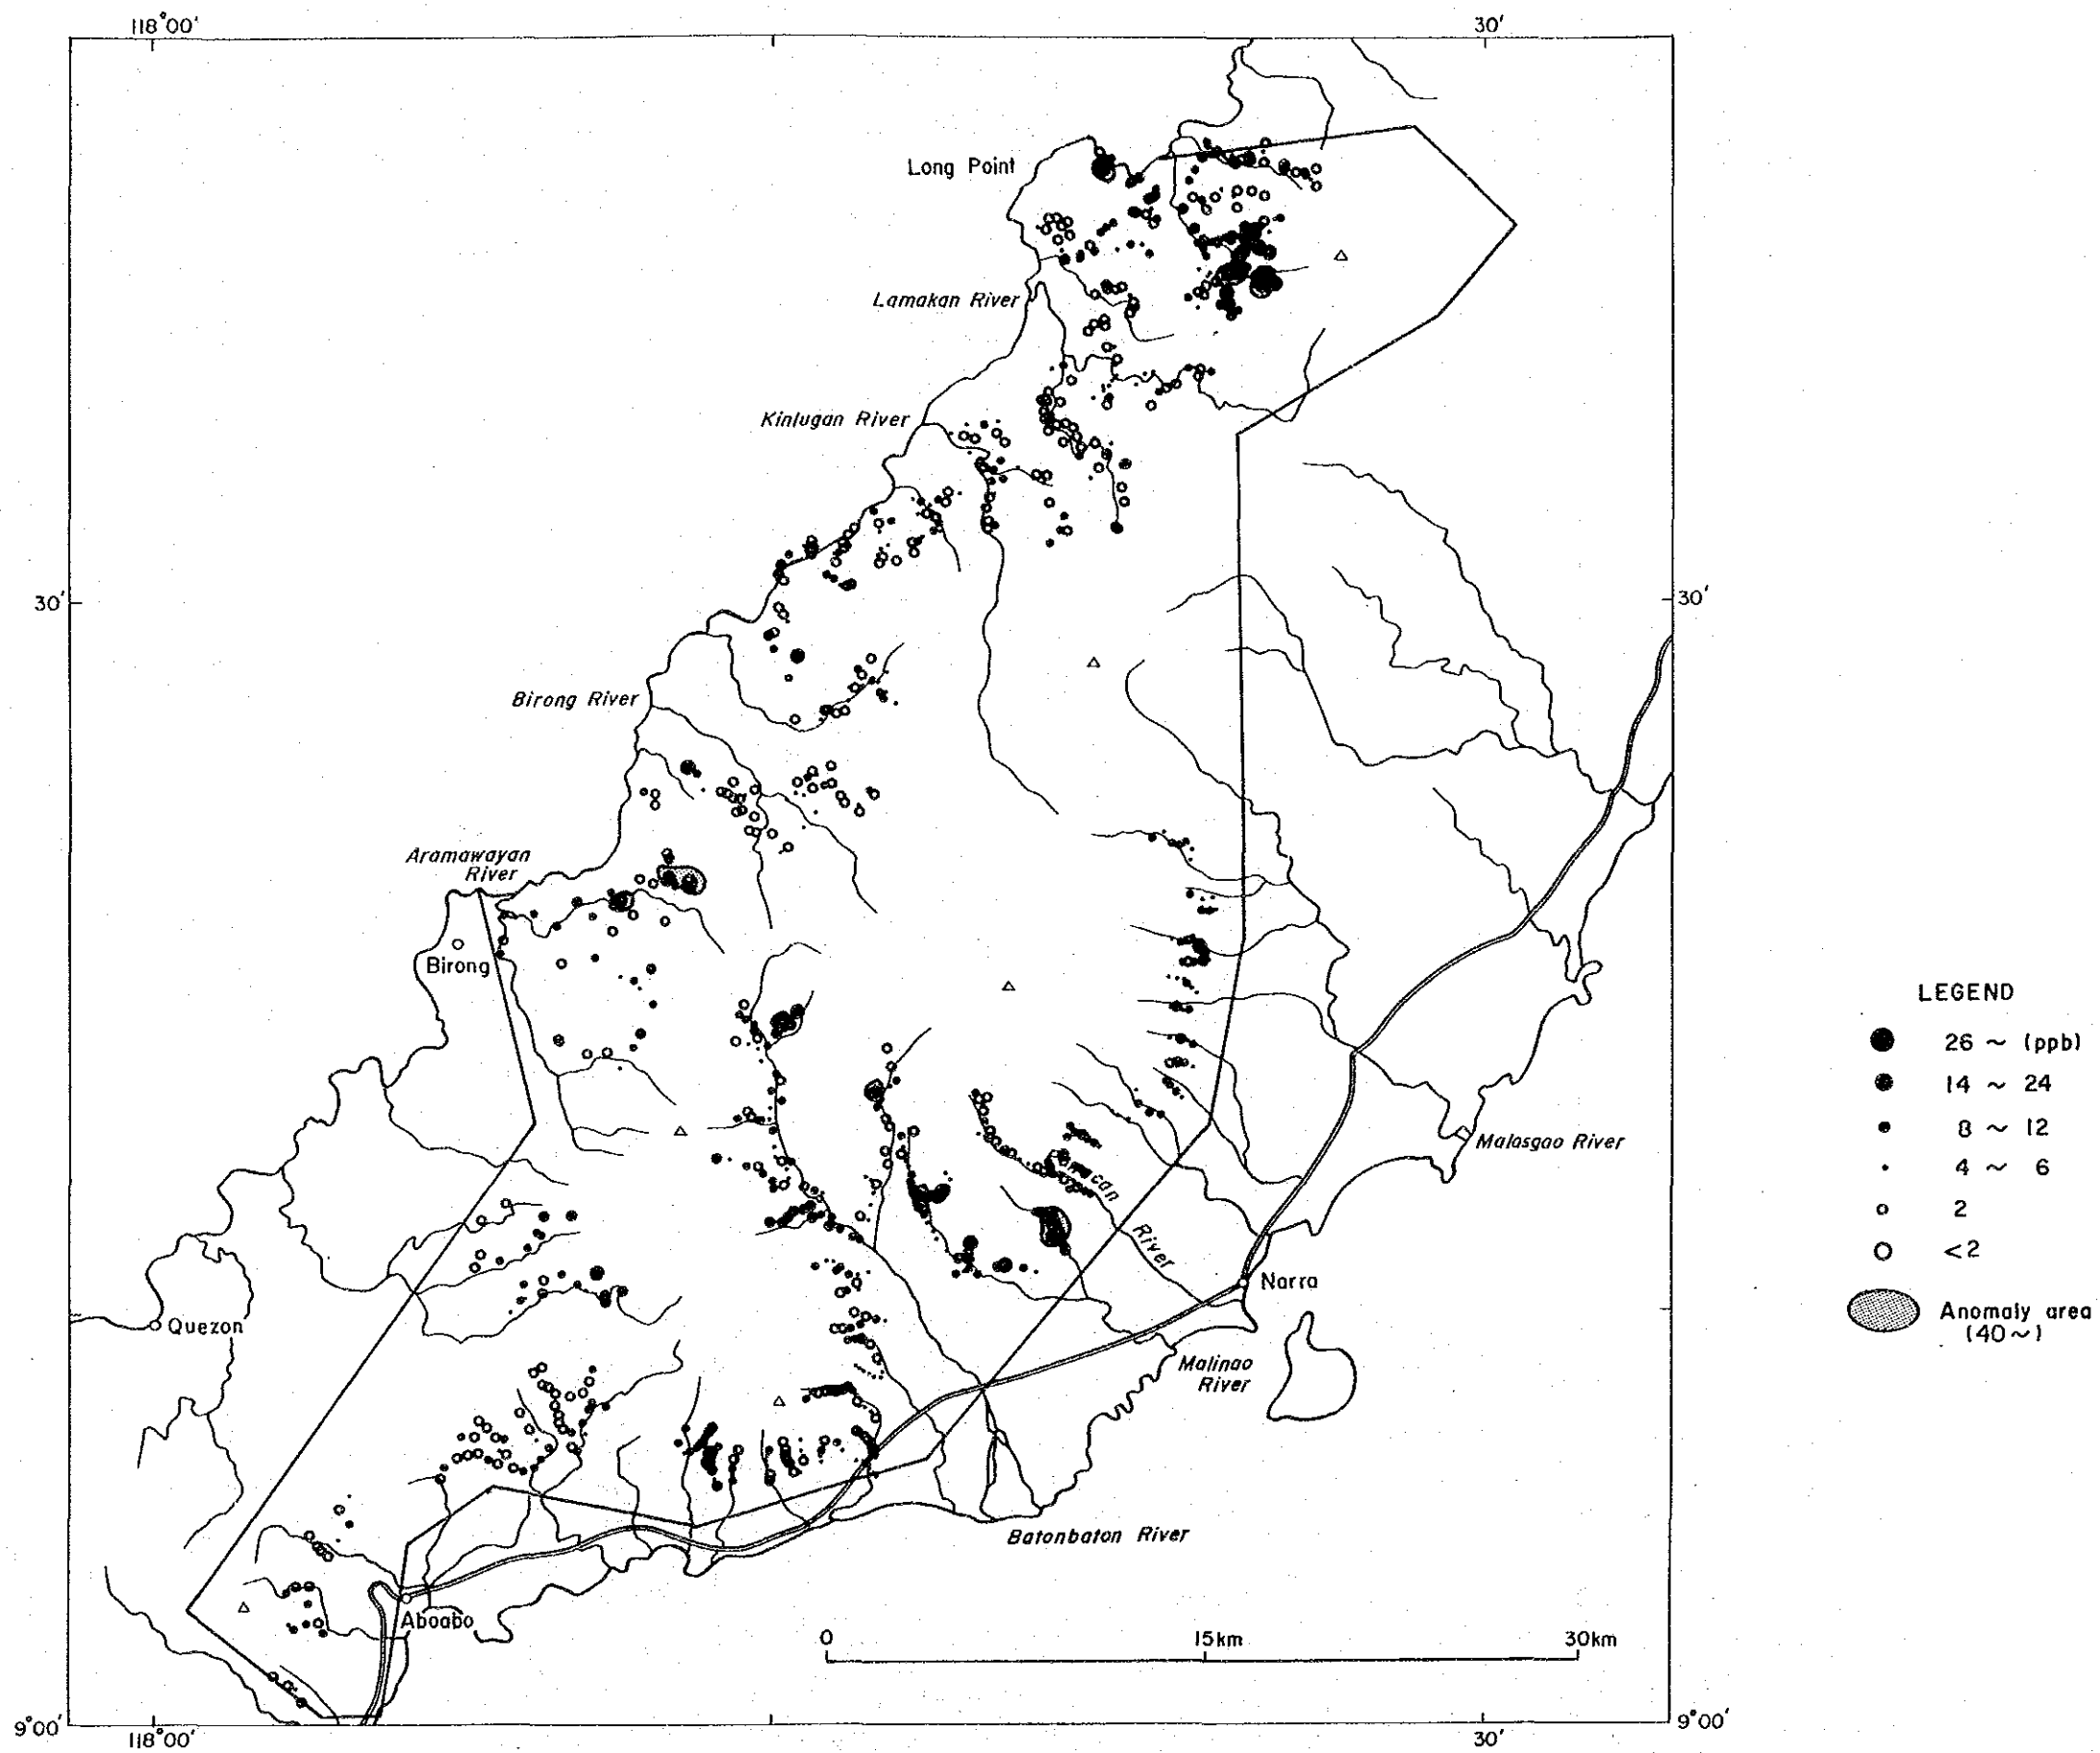 118°00'
30'
Long Point
Lamakan River
Kinlugan River
30'
30'
Birong River
Aramawayan
River
Birong
LEGEND
26 ~ (ppb)
14 ~ 24
8 ~ 12
4 ~ 6
2
<2
Anomaly area
(40~)
Malasgao River
River
Narra
Quezon
Malinao
River
Batonbaton River
Aboabo
0 15km 30km
9°00'
9°00'
118°00'
30'